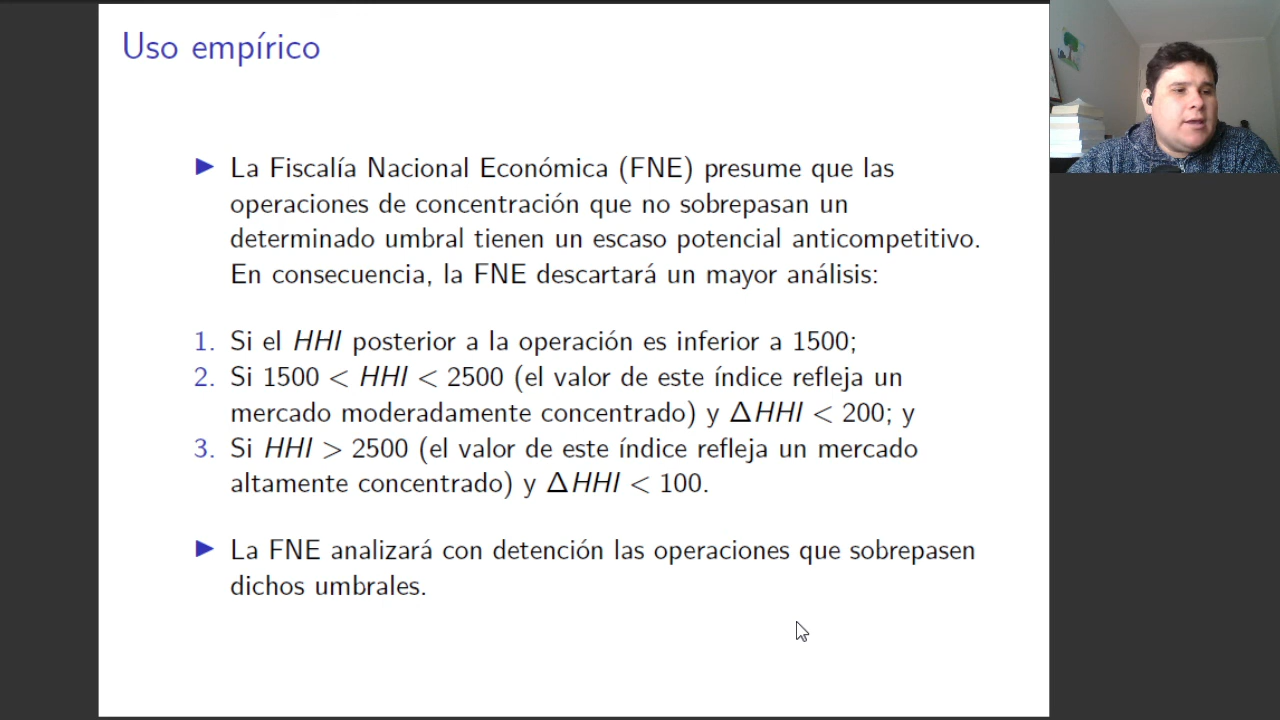 Uso empírico
▶ La Fiscalía Nacional Económica (FNE) presume que las
operaciones de concentración que no sobrepasan un
determinado umbral tienen un escaso potencial anticompetitivo.
En consecuencia, la FNE descartará un mayor análisis:
1. Si el HHI posterior a la operación es inferior a 1500;
2. Si 1500 < HHI < 2500 (el valor de este índice refleja un
mercado moderadamente concentrado) y ΔHHI < 200; y
3. Si HHI > 2500 (el valor de este índice refleja un mercado
altamente concentrado) y ΔHHI < 100.
▶ La FNE analizará con detención las operaciones que sobrepasen
dichos umbrales.